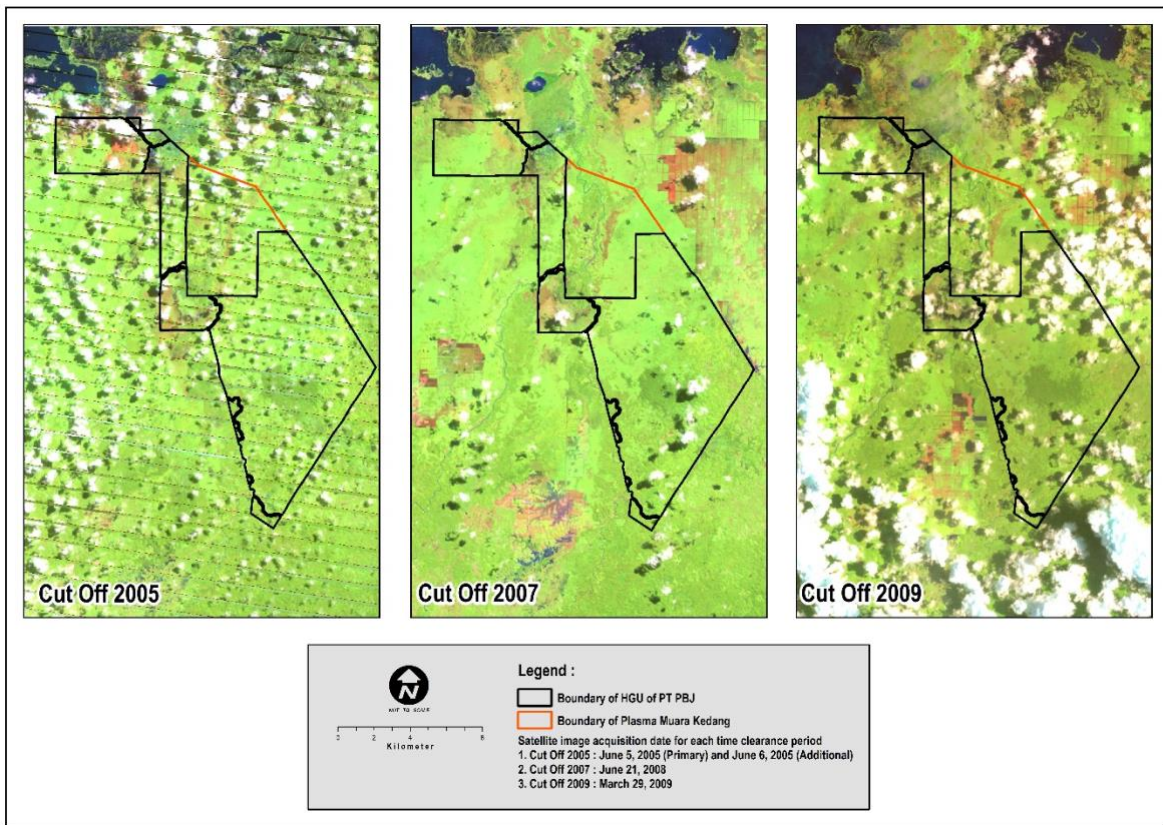 Cut Off 2005
Cut Off 2007
Cut Off 2009
N
NOT TO SCALE
0 2 4 8
Kilometer
Legend :
Boundary of HGU of PT PBJ
Boundary of Plasma Muara Kedang
Satellite image acquisition date for each time clearance period
1. Cut Off 2005 : June 5, 2005 (Primary) and June 6, 2005 (Additional)
2. Cut Off 2007 : June 21, 2008
3. Cut Off 2009 : March 29, 2009